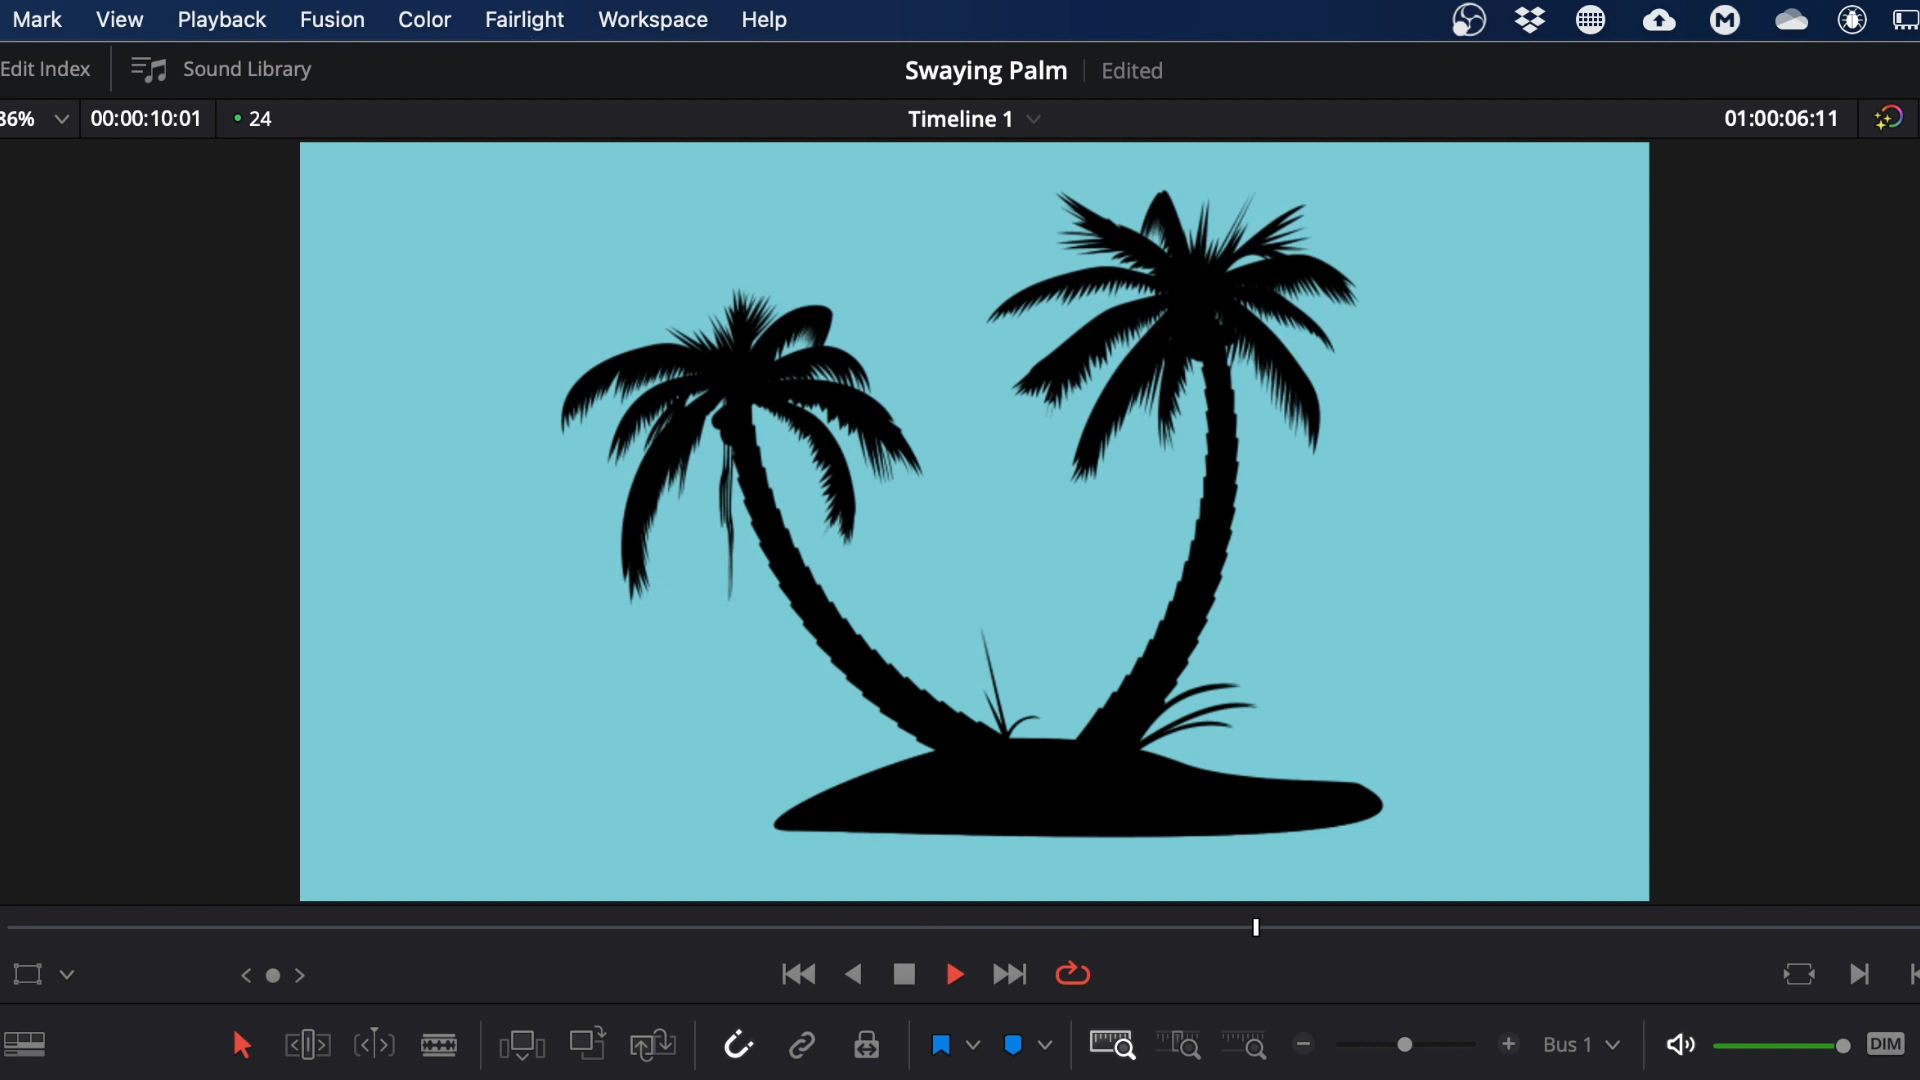 Mark View Playback Fusion Color Fairlight Workspace Help
Edit Index Sound Library Swaying Palm Edited
36% 00:00:10:01 24 Timeline 1 01:00:06:11
Bus 1 DIM